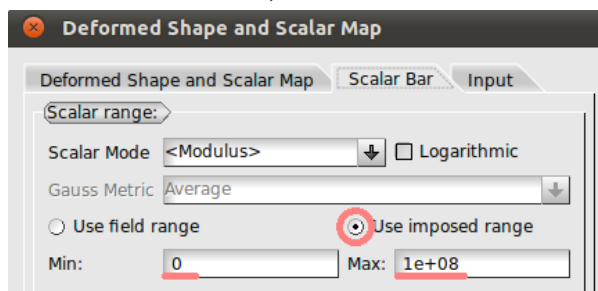 Deformed Shape and Scalar Map
Deformed Shape and Scalar Map Scalar Bar Input
Scalar range:
Scalar Mode <Modulus> Logarithmic
Gauss Metric Average
Use field range Use imposed range
Min: 0 Max: 1e+08